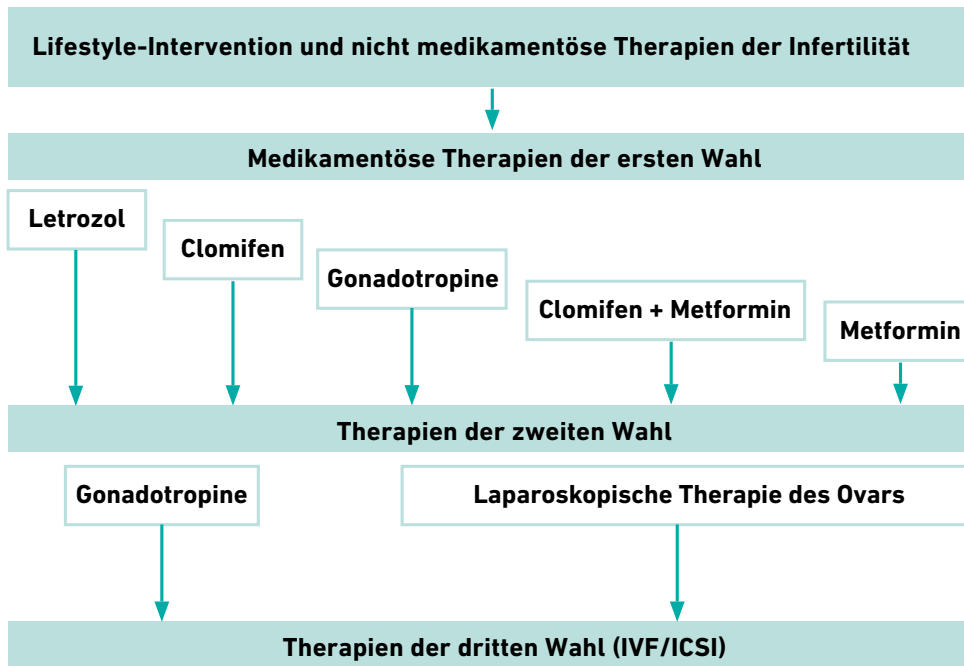 Lifestyle-Intervention und nicht medikamentöse Therapien der Infertilität
Medikamentöse Therapien der ersten Wahl
Letrozol
Clomifen
Gonadotropine
Clomifen + Metformin
Metformin
Therapien der zweiten Wahl
Gonadotropine
Laparoskopische Therapie des Ovars
Therapien der dritten Wahl (IVF/ICSI)